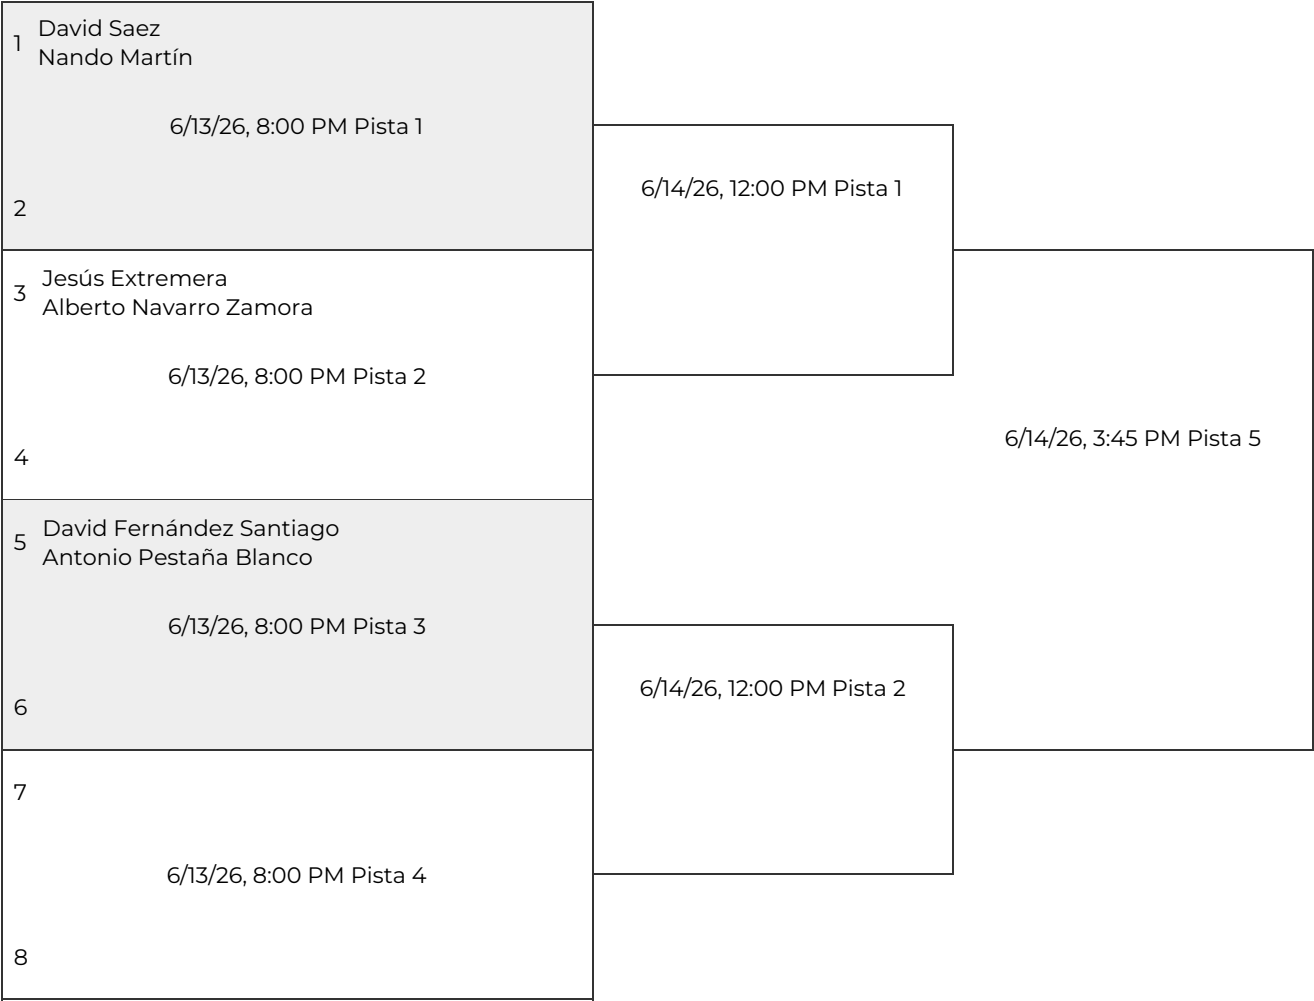 1
David Saez
Nando Martín
6/13/26, 8:00 PM Pista 1
2
3
Jesús Extremera
Alberto Navarro Zamora
6/13/26, 8:00 PM Pista 2
4
5
David Fernández Santiago
Antonio Pestaña Blanco
6/13/26, 8:00 PM Pista 3
6
7
6/13/26, 8:00 PM Pista 4
8
6/14/26, 12:00 PM Pista 1
6/14/26, 12:00 PM Pista 2
6/14/26, 3:45 PM Pista 5